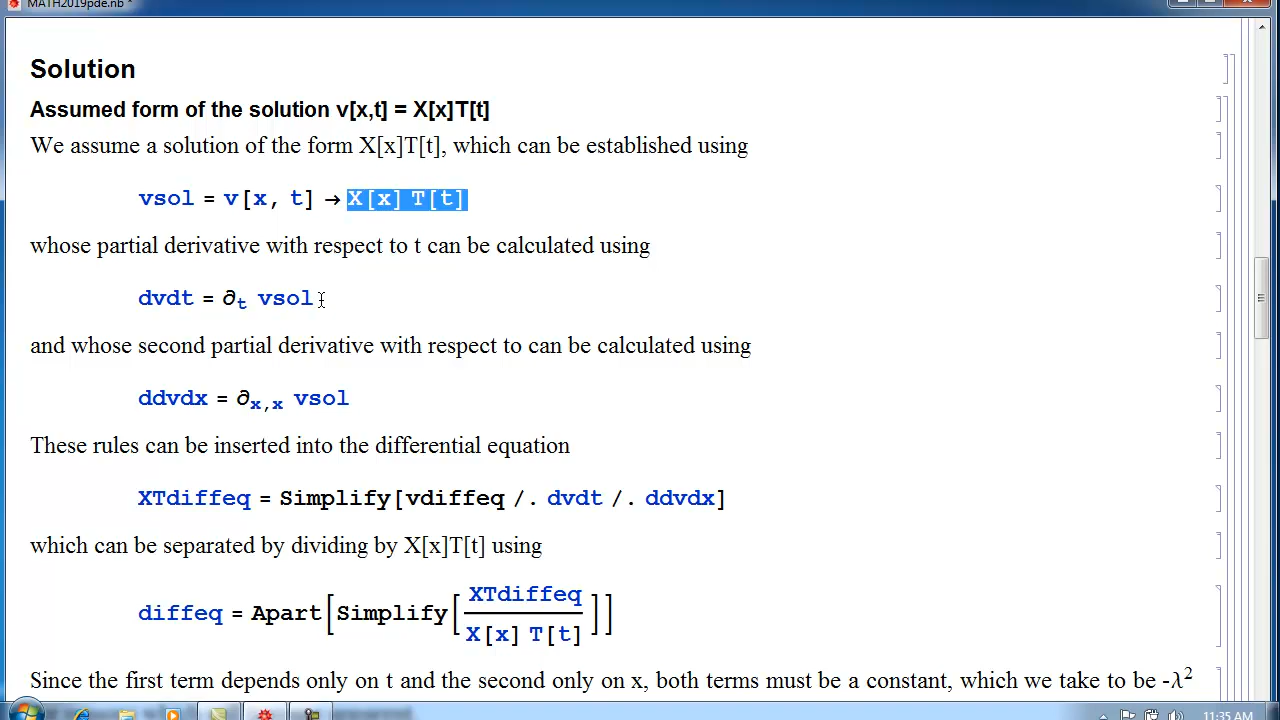 MATH2019pde.nb *
Solution
Assumed form of the solution v[x,t] = X[x]T[t]
We assume a solution of the form X[x]T[t], which can be established using
vsol = v[x, t] → X[x] T[t]
whose partial derivative with respect to t can be calculated using
dvdt = ∂t vsol
and whose second partial derivative with respect to can be calculated using
ddvdx = ∂x,x vsol
These rules can be inserted into the differential equation
XTdiffeq = Simplify[vdiffeq /. dvdt /. ddvdx]
which can be separated by dividing by X[x]T[t] using
diffeq = Apart[Simplify[XTdiffeq / X[x] T[t]]]
Since the first term depends only on t and the second only on x, both terms must be a constant, which we take to be -λ²
11:35 AM